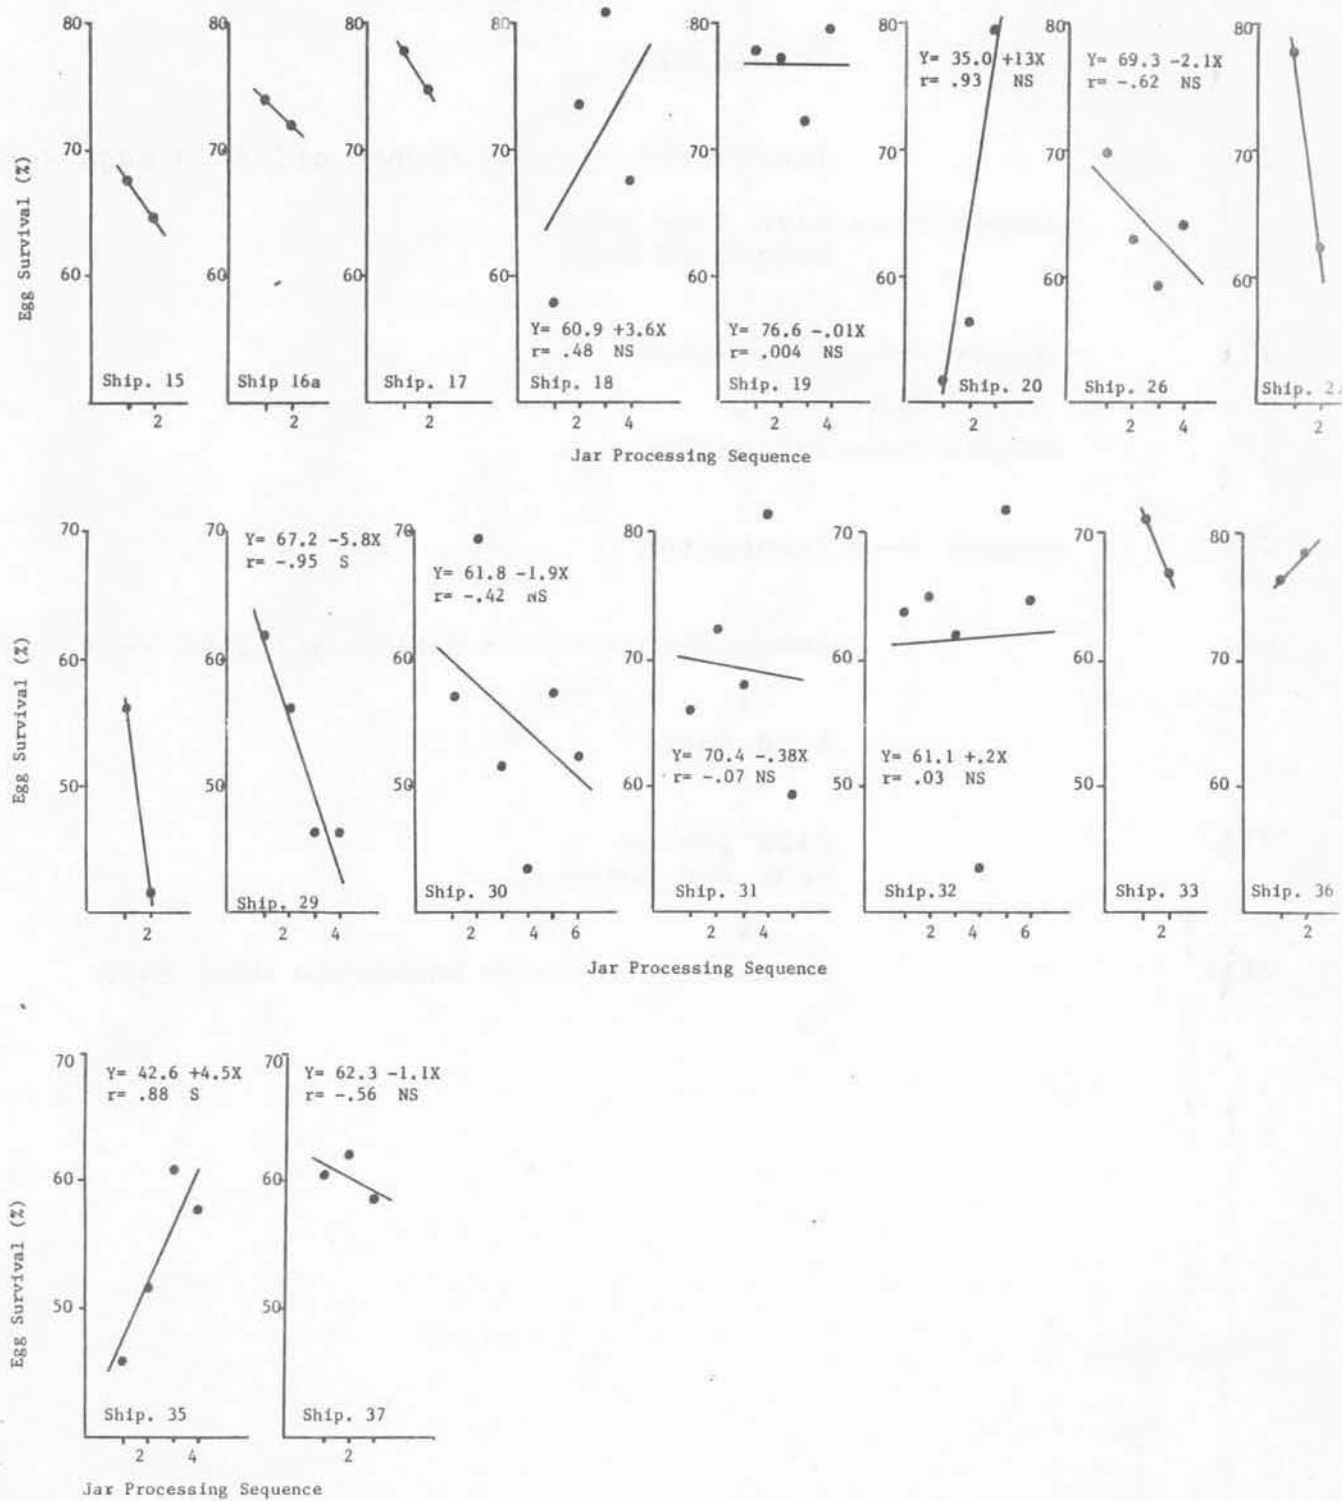 80 80 80 80 :80 80 80 80
Y= 35.0 +13X
r= .93 NS
Y= 69.3 -2.1X
r= -.62 NS
70 70 70 70 70 70 70 70
Egg Survival (%)
60 60 60 60 60 60 60 60
Y= 60.9 +3.6X
r= .48 NS
Y= 76.6 -.01X
r= .004 NS
Ship. 15 Ship 16a Ship. 17 Ship. 18 Ship. 19 Ship. 20 Ship. 26 Ship.
2 2 2 2 4 2 4 2 2 4 2
Jar Processing Sequence
70 70 70 80 70 70 80
Y= 67.2 -5.8X
r= -.95 S
Y= 61.8 -1.9X
r= -.42 NS
60 60 60 70 60 60 70
Egg Survival (%)
Y= 70.4 -.38X
r= -.07 NS
Y= 61.1 +.2X
r= .03 NS
50 50 50 60 50 50 60
Ship. 29 Ship. 30 Ship. 31 Ship.32 Ship. 33 Ship. 36
2 2 4 2 4 6 2 4 2 4 6 2 2
Jar Processing Sequence
70 70
Y= 42.6 +4.5X
r= .88 S
Y= 62.3 -1.1X
r= -.56 NS
60 60
Egg Survival (%)
50 50
Ship. 35 Ship. 37
2 4 2
Jar Processing Sequence